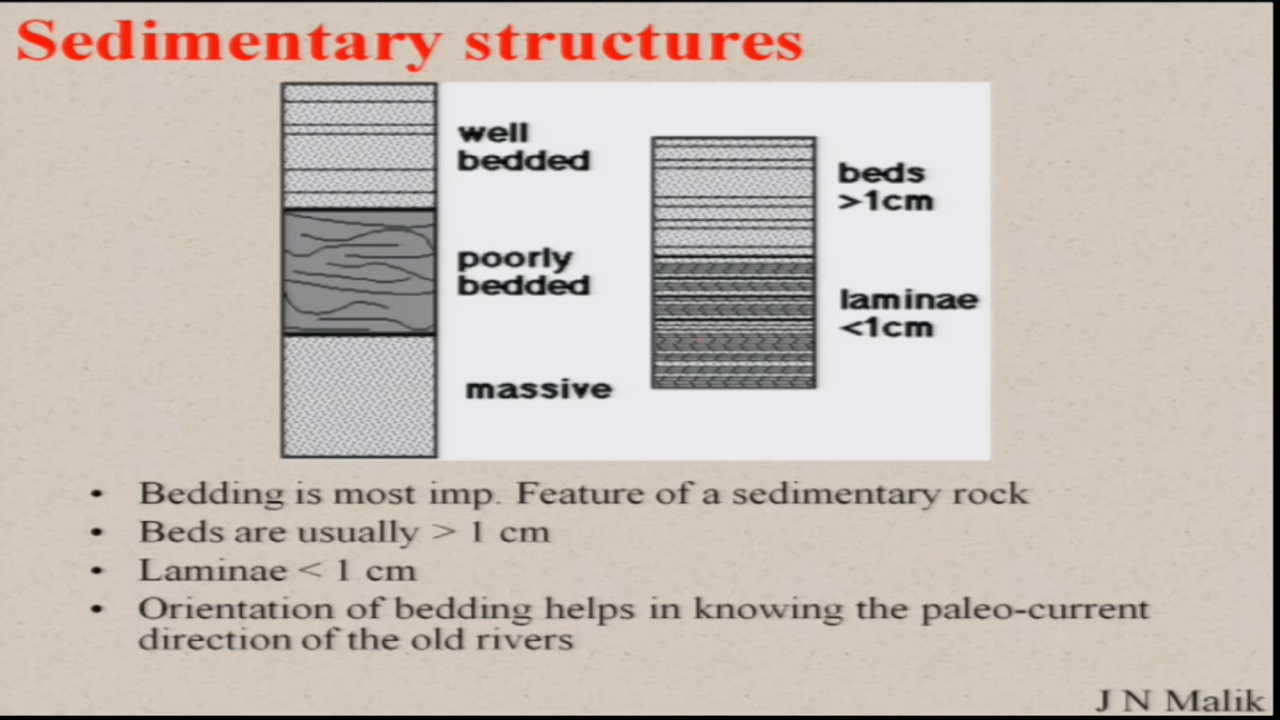 Sedimentary structures
well
bedded
poorly
bedded
massive
beds
>1cm
laminae
<1cm
• Bedding is most imp. Feature of a sedimentary rock
• Beds are usually > 1 cm
• Laminae < 1 cm
• Orientation of bedding helps in knowing the paleo-current
direction of the old rivers
J N Malik